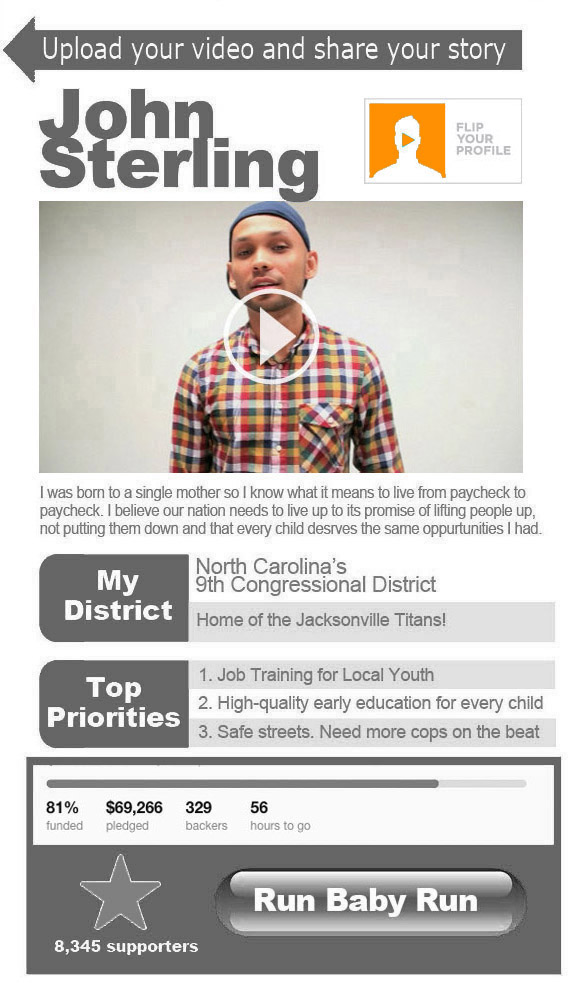 Upload your video and share your story
John
Sterling
FLIP
YOUR
PROFILE
I was born to a single mother so I know what it means to live from paycheck to
paycheck. I believe our nation needs to live up to its promise of lifting people up,
not putting them down and that every child desrves the same oppurtunities I had.
My
District
North Carolina's
9th Congressional District
Home of the Jacksonville Titans!
Top
Priorities
1. Job Training for Local Youth
2. High-quality early education for every child
3. Safe streets. Need more cops on the beat
81% $69,266 329 56
funded pledged backers hours to go
8,345 supporters
Run Baby Run